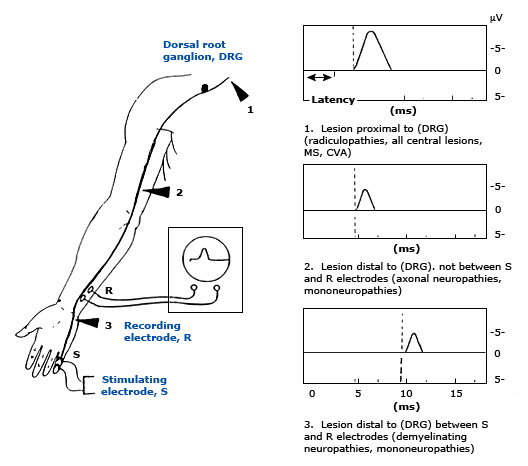 Dorsal root
ganglion, DRG
1
2
R
3
Recording
electrode, R
S
Stimulating
electrode, S
µV
-5-
0
5-
Latency
(ms)
1. Lesion proximal to (DRG)
(radiculopathies, all central lesions,
MS, CVA)
-5-
0
5-
(ms)
2. Lesion distal to (DRG). not between S
and R electrodes (axonal neuropathies,
mononeuropathies)
-5-
0
5-
0 5 10 15
(ms)
3. Lesion distal to (DRG) between S
and R electrodes (demyelinating
neuropathies, mononeuropathies)